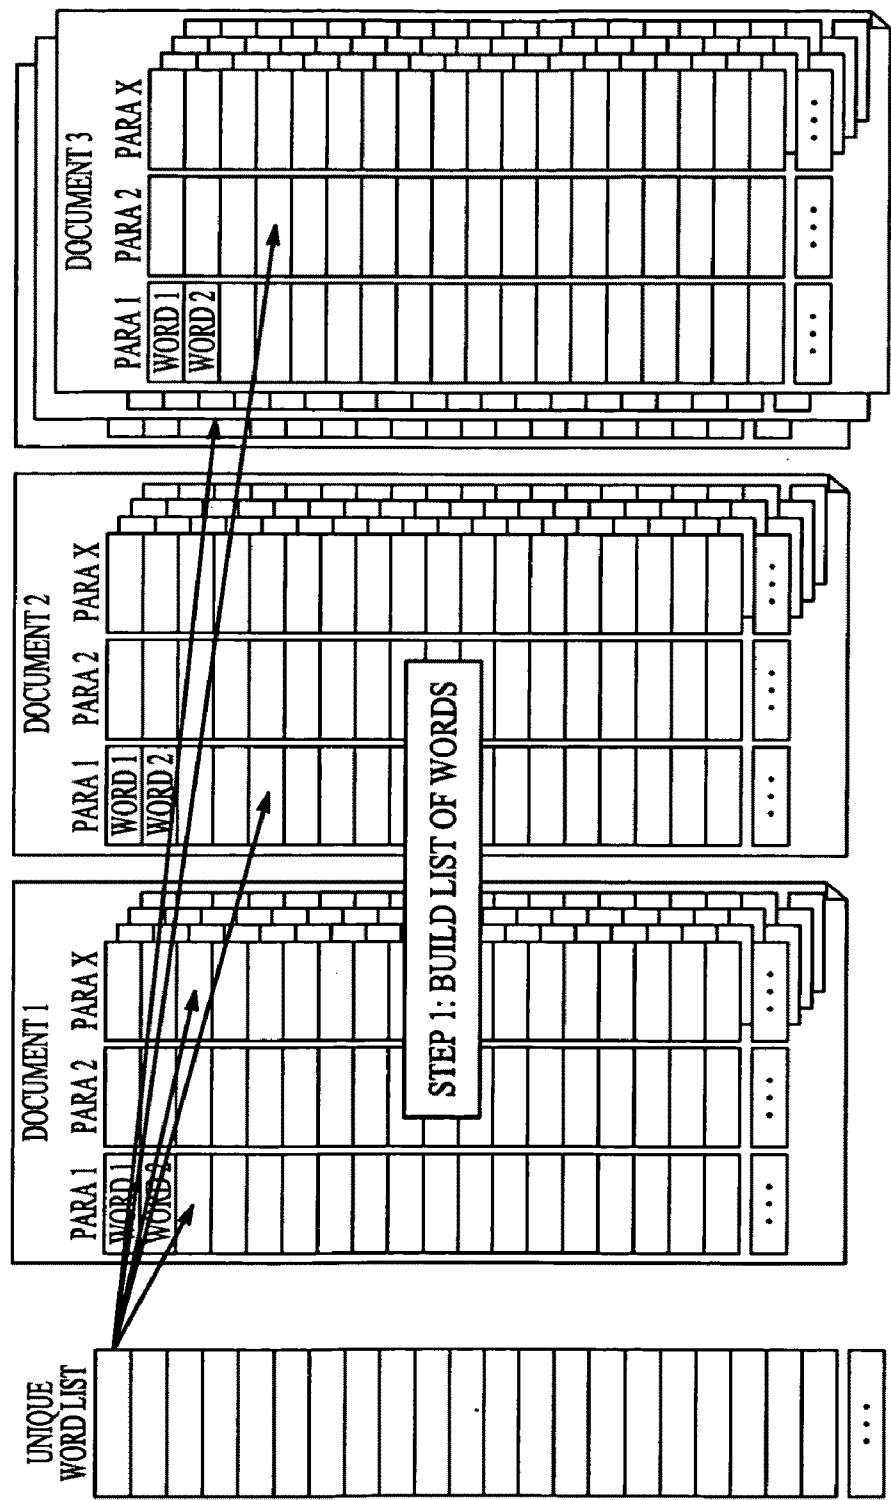 UNIQUE
WORD LIST
...
DOCUMENT 1
PARA 1 PARA 2 PARA X
WORD 1
WORD 2
... ... ...
DOCUMENT 2
PARA 1 PARA 2 PARA X
WORD 1
WORD 2
... ... ...
DOCUMENT 3
PARA 1 PARA 2 PARA X
WORD 1
WORD 2
... ... ...
STEP 1: BUILD LIST OF WORDS